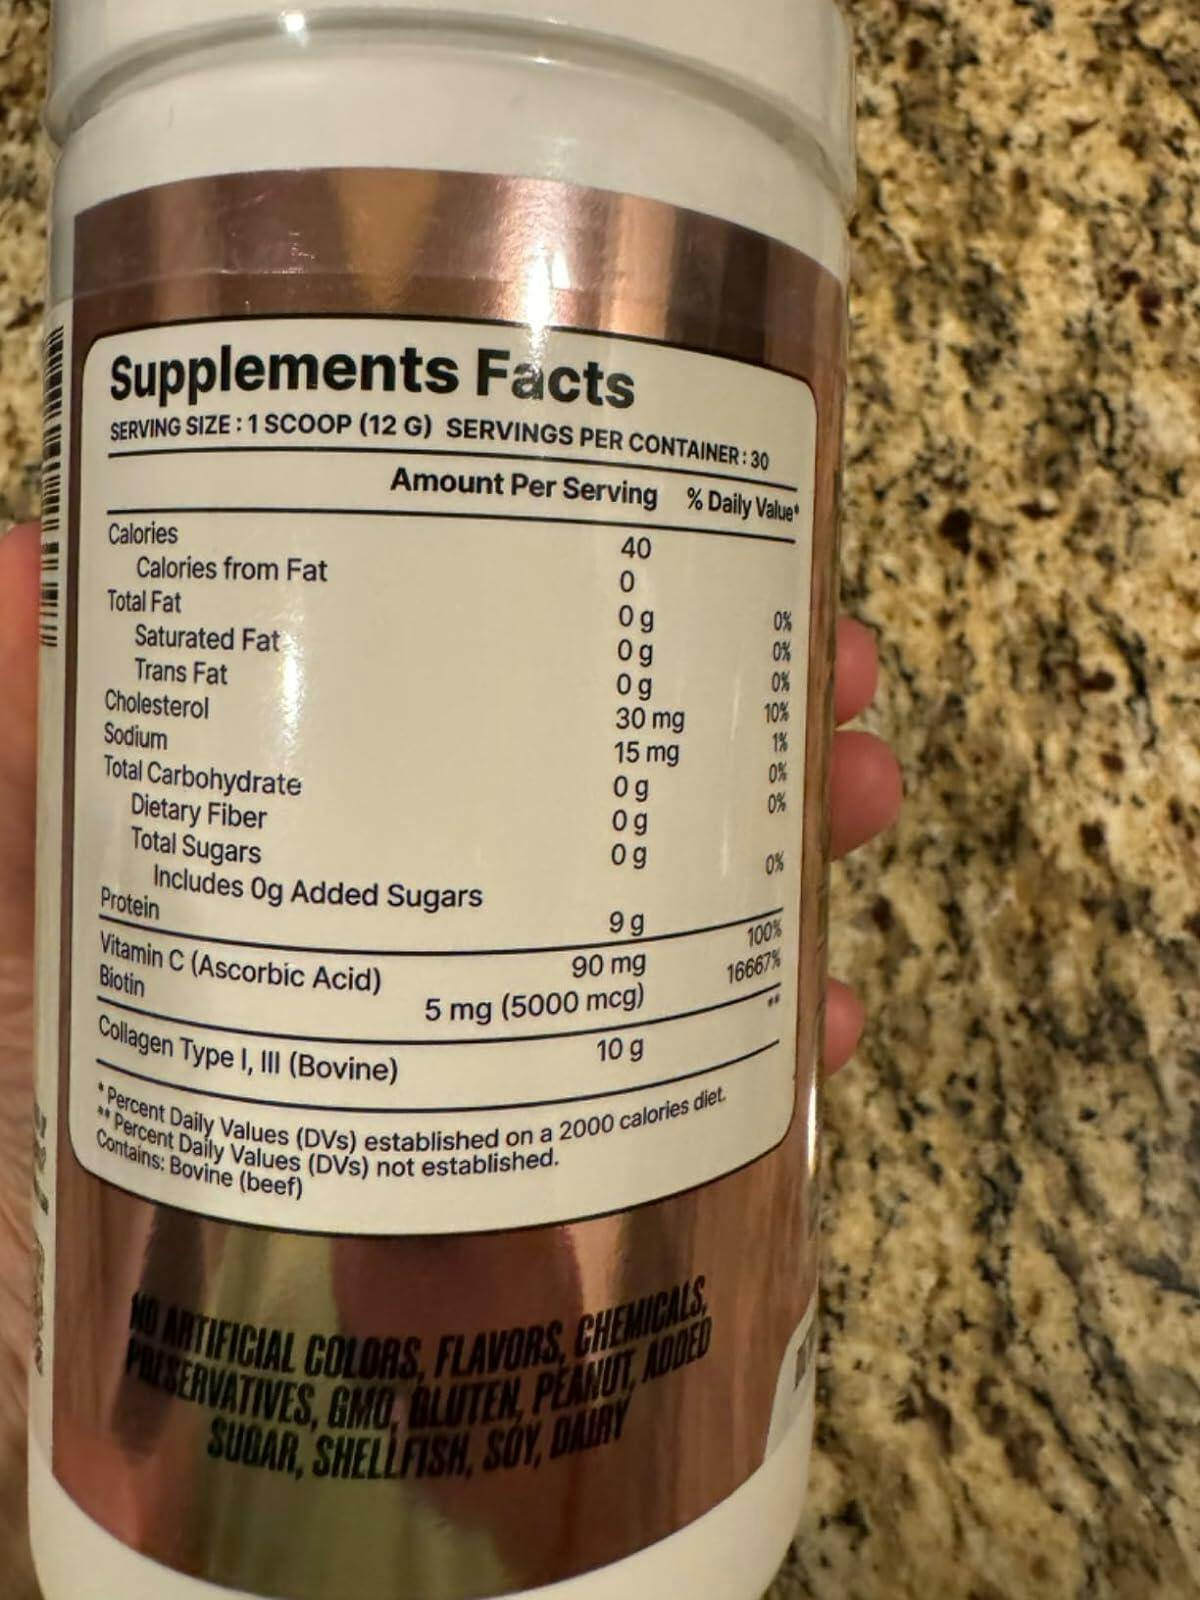 Supplements Facts
SERVING SIZE : 1 SCOOP (12 G) SERVINGS PER CONTAINER : 30
Amount Per Serving % Daily Value*
Calories 40
Calories from Fat 0
Total Fat 0 g 0%
Saturated Fat 0 g 0%
Trans Fat 0 g 0%
Cholesterol 30 mg 10%
Sodium 15 mg 1%
Total Carbohydrate 0 g 0%
Dietary Fiber 0 g 0%
Total Sugars 0 g
Includes 0g Added Sugars 0%
Protein 9 g
Vitamin C (Ascorbic Acid) 90 mg 100%
Biotin 5 mg (5000 mcg) 16667%
Collagen Type I, III (Bovine) 10 g **
* Percent Daily Values (DVs) established on a 2000 calories diet.
** Percent Daily Values (DVs) not established.
Contains: Bovine (beef)
NO ARTIFICIAL COLORS, FLAVORS, CHEMICALS,
PRESERVATIVES, GMO, GLUTEN, PEANUT, ADDED
SUGAR, SHELLFISH, SOY, DAIRY